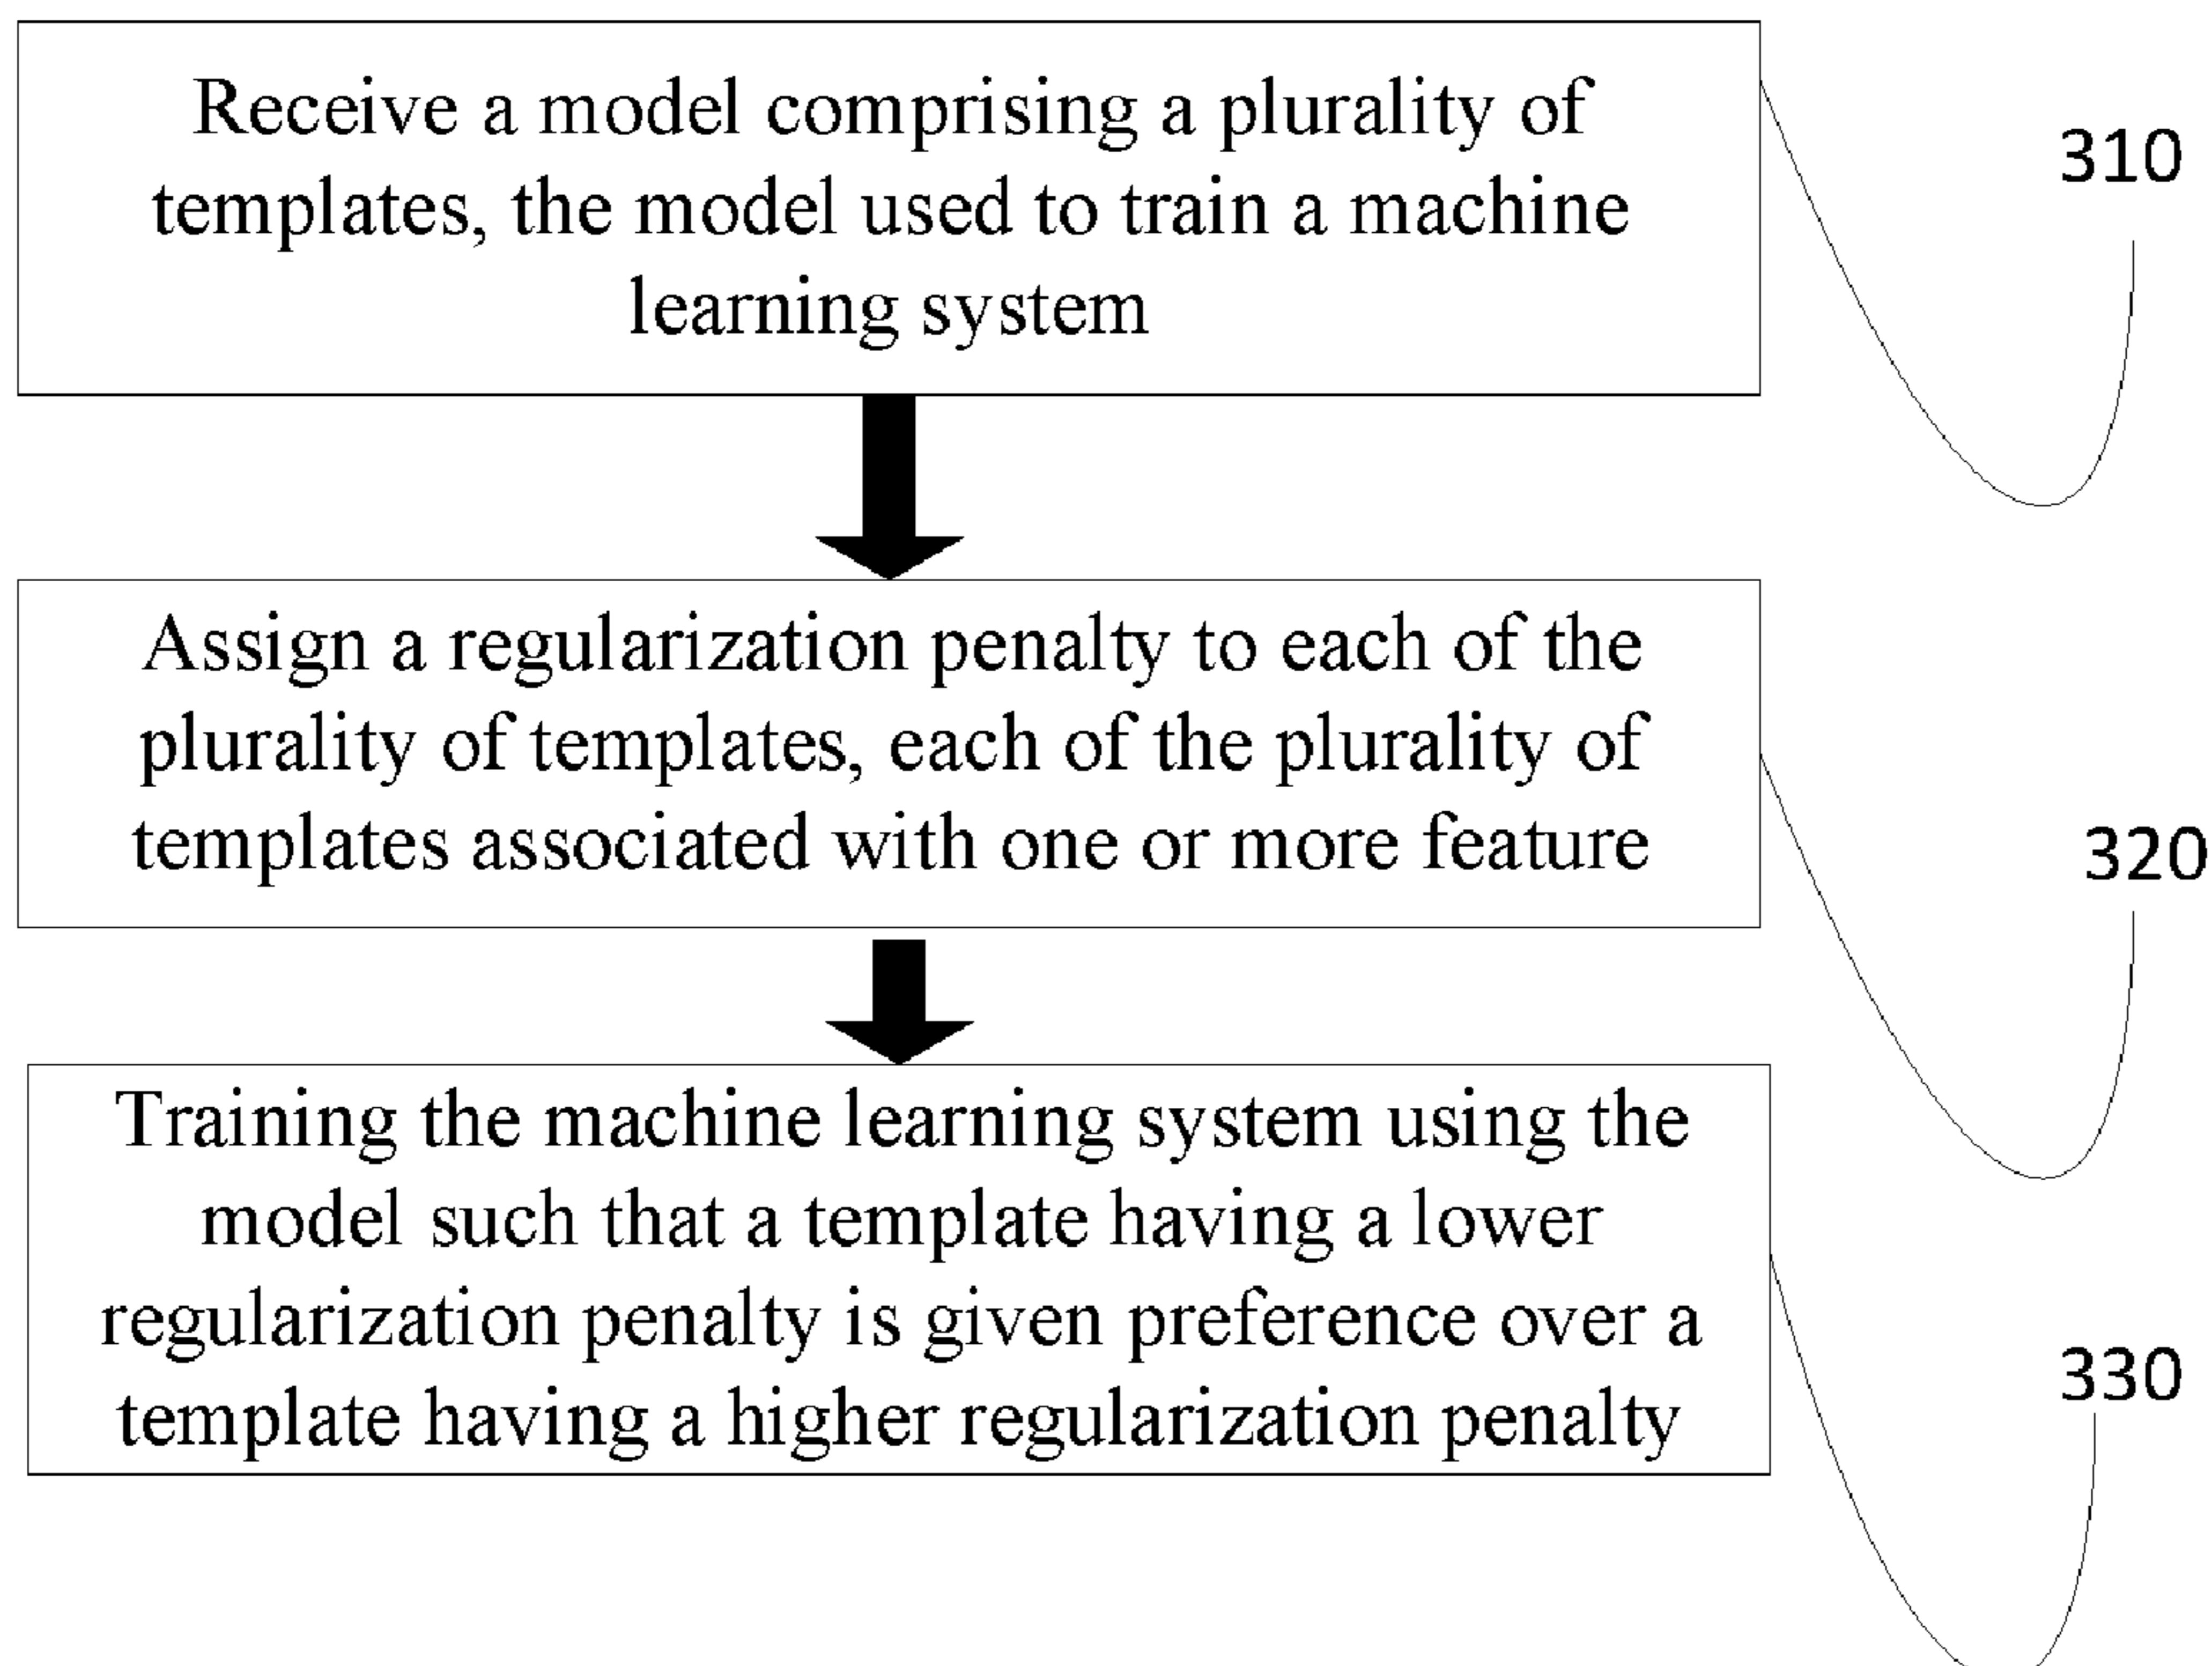 Receive a model comprising a plurality of
templates, the model used to train a machine
learning system
310
Assign a regularization penalty to each of the
plurality of templates, each of the plurality of
templates associated with one or more feature
320
Training the machine learning system using the
model such that a template having a lower
regularization penalty is given preference over a
template having a higher regularization penalty
330